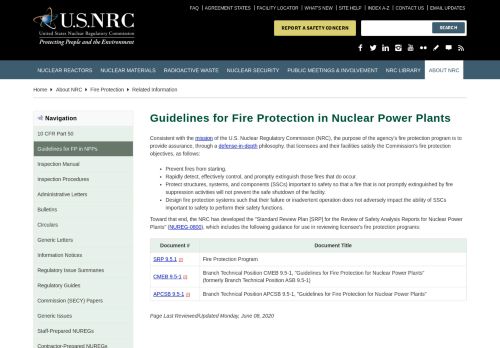 FAQ | AGREEMENT STATES | FACILITY LOCATOR | WHAT'S NEW | SITE HELP | INDEX A-Z | CONTACT US | EMAIL UPDATES
U.S.NRC
United States Nuclear Regulatory Commission
Protecting People and the Environment
REPORT A SAFETY CONCERN
SEARCH
NUCLEAR REACTORS NUCLEAR MATERIALS RADIOACTIVE WASTE NUCLEAR SECURITY PUBLIC MEETINGS & INVOLVEMENT NRC LIBRARY ABOUT NRC
Home About NRC Fire Protection Related Information
Navigation
10 CFR Part 50
Guidelines for FP in NPPs
Inspection Manual
Inspection Procedures
Administrative Letters
Bulletins
Circulars
Generic Letters
Information Notices
Regulatory Issue Summaries
Regulatory Guides
Commission (SECY) Papers
Generic Issues
Staff-Prepared NUREGs
Contractor-Prepared NUREGs
Guidelines for Fire Protection in Nuclear Power Plants
Consistent with the mission of the U.S. Nuclear Regulatory Commission (NRC), the purpose of the agency's fire protection program is to
provide assurance, through a defense-in-depth philosophy, that licensees and their facilities satisfy the Commission's fire protection
objectives, as follows:
Prevent fires from starting.
Rapidly detect, effectively control, and promptly extinguish those fires that do occur.
Protect structures, systems, and components (SSCs) important to safety so that a fire that is not promptly extinguished by fire
suppression activities will not prevent the safe shutdown of the facility.
Design fire protection systems such that their failure or inadvertent operation does not adversely impact the ability of the SSCs
important to safety to perform their safety functions.
Toward that end, the NRC has developed the "Standard Review Plan [SRP] for the Review of Safety Analysis Reports for Nuclear Power
Plants" (NUREG-0800), which includes the following guidance for use in reviewing licensee's fire protection programs:
Document # Document Title
SRP 9.5.1 Fire Protection Program
CMEB 9.5-1 Branch Technical Position CMEB 9.5-1, "Guidelines for Fire Protection for Nuclear Power Plants"
(formerly Branch Technical Position ASB 9.5-1)
APCSB 9.5-1 Branch Technical Position APCSB 9.5-1, "Guidelines for Fire Protection for Nuclear Power Plants"
Page Last Reviewed/Updated Monday, June 08, 2020